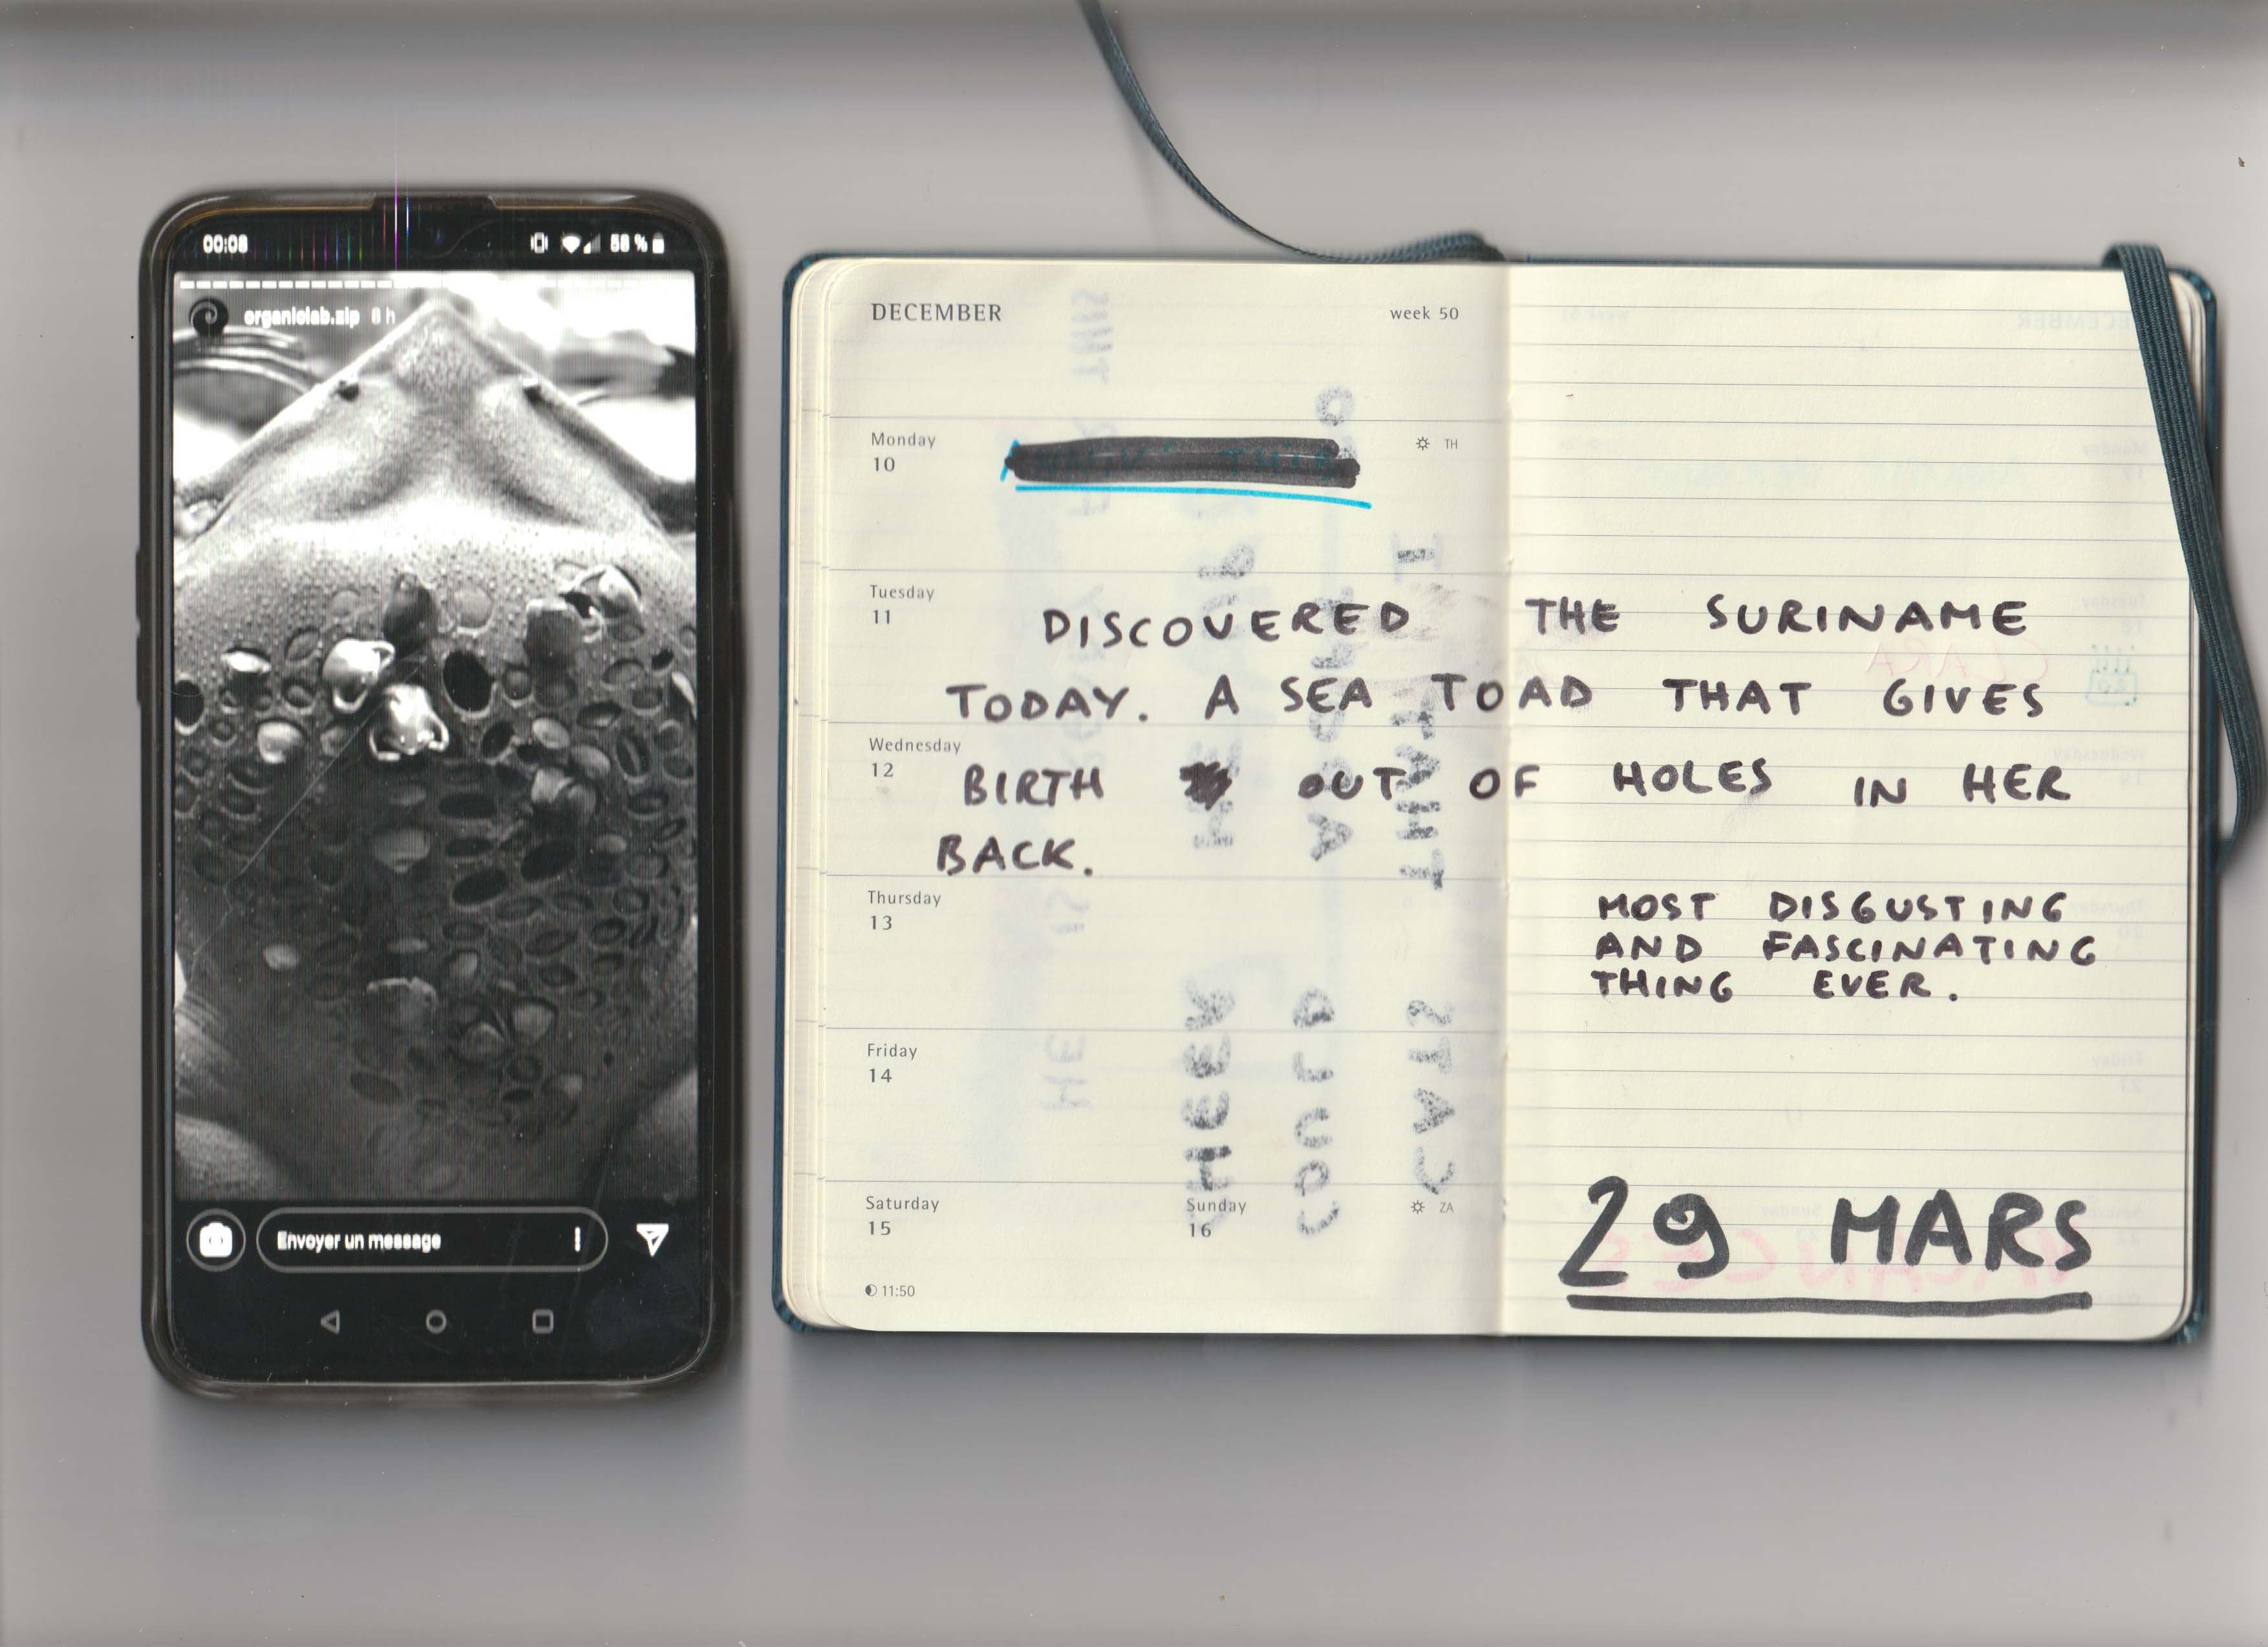 00:08
58 %
organiclab.zip 8 h
Envoyer un message
DECEMBER
week 50
Monday
10
TH
Tuesday
11
DISCOVERED THE SURINAME
TODAY. A SEA TOAD THAT GIVES
Wednesday
12
BIRTH OUT OF HOLES IN HER
BACK.
Thursday
13
MOST DISGUSTING
AND FASCINATING
THING EVER.
Friday
14
Saturday
15
Sunday
16
ZA
11:50
29 MARS